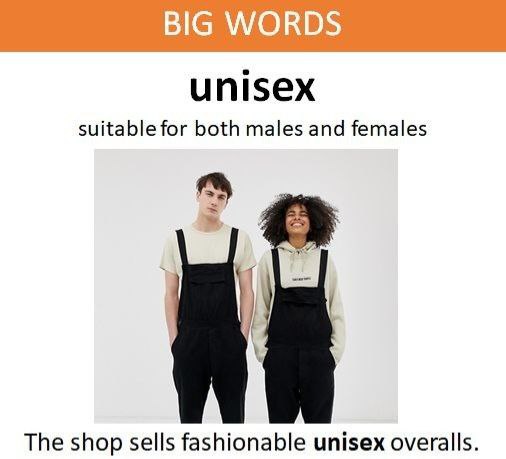 BIG WORDS
unisex
suitable for both males and females
The shop sells fashionable unisex overalls.